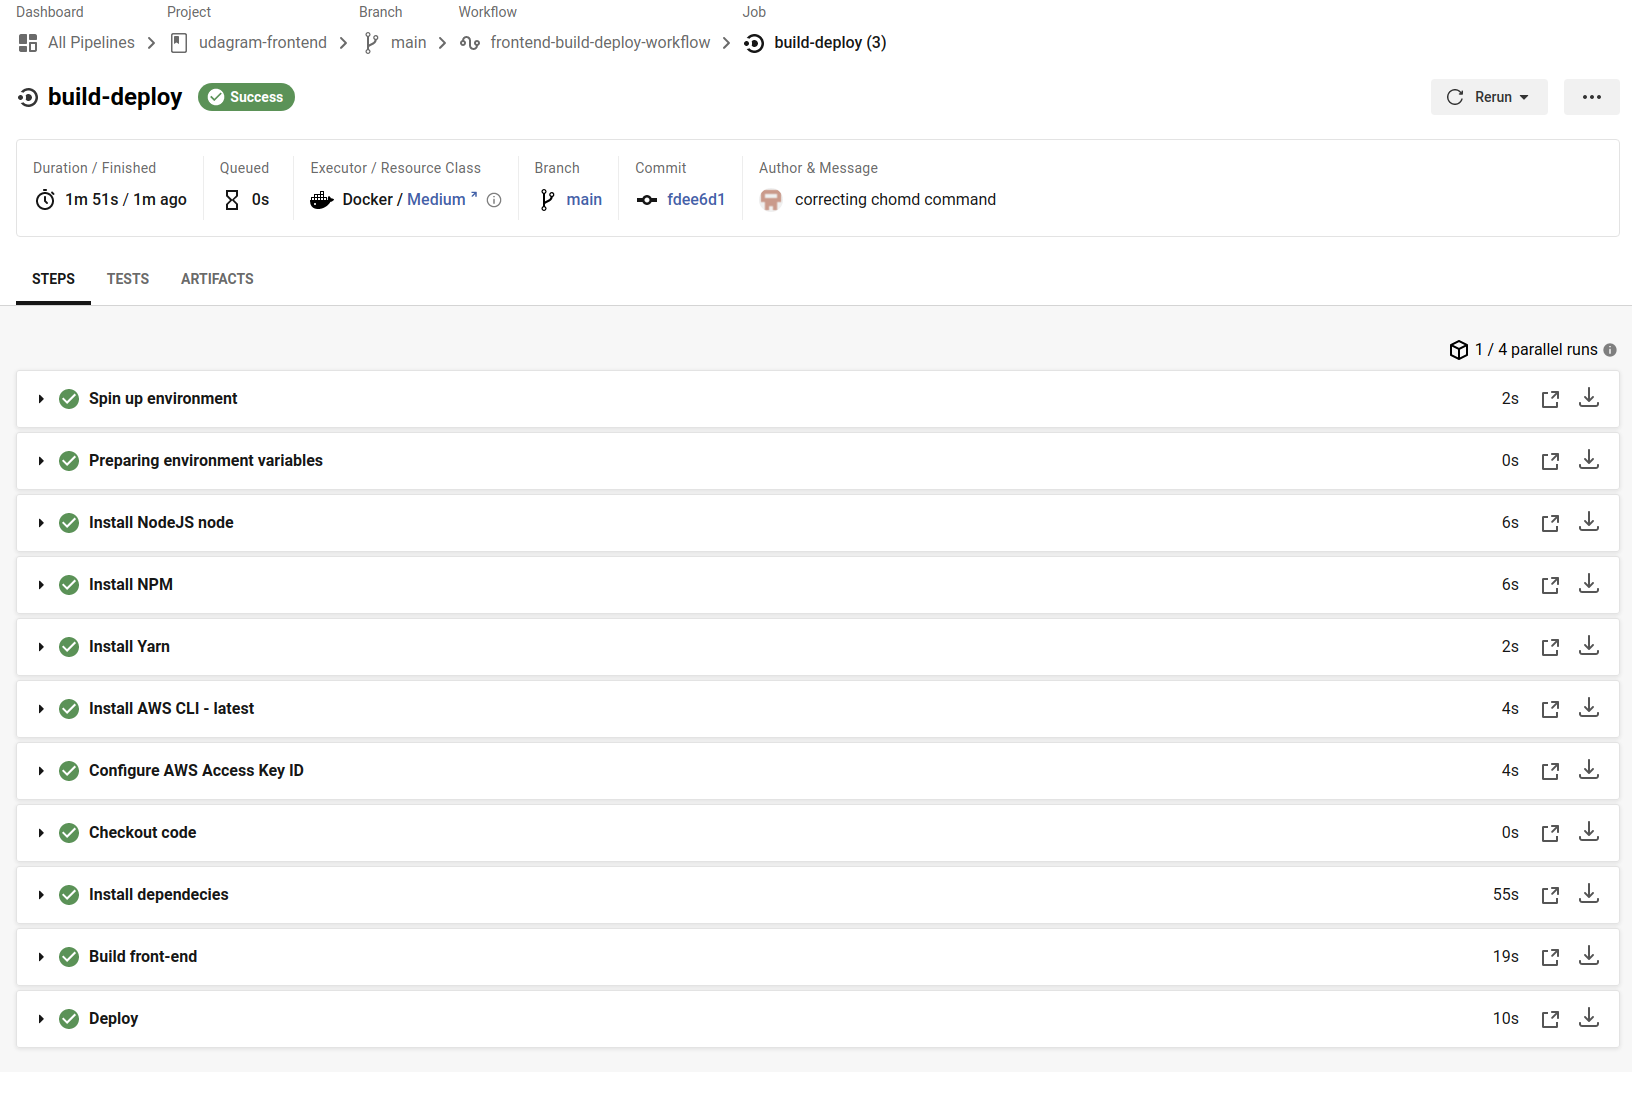 Dashboard Project Branch Workflow Job
All Pipelines udagram-frontend main frontend-build-deploy-workflow build-deploy (3)
build-deploy Success Rerun
Duration / Finished Queued Executor / Resource Class Branch Commit Author & Message
1m 51s / 1m ago 0s Docker / Medium main fdee6d1 correcting chomd command
STEPS TESTS ARTIFACTS
1 / 4 parallel runs
Spin up environment 2s
Preparing environment variables 0s
Install NodeJS node 6s
Install NPM 6s
Install Yarn 2s
Install AWS CLI - latest 4s
Configure AWS Access Key ID 4s
Checkout code 0s
Install dependecies 55s
Build front-end 19s
Deploy 10s